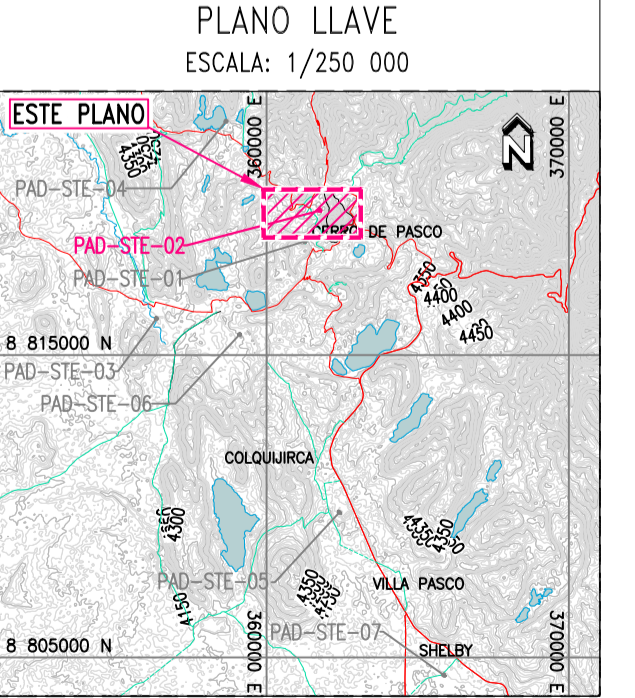 PLANO LLAVE
ESCALA: 1/250 000
ESTE PLANO
360000 E
370000 E
N
4350
PAD-STE-04
PAD-STE-02
CERRO DE PASCO
PAD-STE-01
4350
4400
4400
4450
8 815000 N
PAD-STE-03
PAD-STE-06
COLQUIJIRCA
4300
4350
4350
PAD-STE-05
4350
VILLA PASCO
4150
PAD-STE-07
8 805000 N
SHELBY
360000 E
370000 E